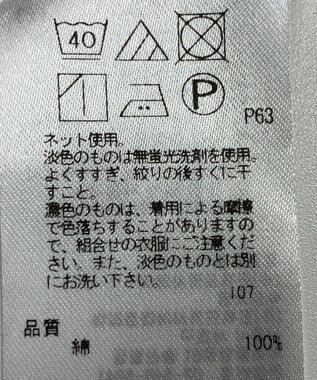 40
P
P63
ネット使用。
淡色のものは無蛍光洗剤を使用。
よくすすぎ、絞りの後すぐに干
すこと。
濃色のものは、着用による摩擦
で色落ちすることがありますの
で、組合せの衣服にご注意くだ
さい。また、淡色のものとは別
にお洗い下さい。
107
品質
綿 100%